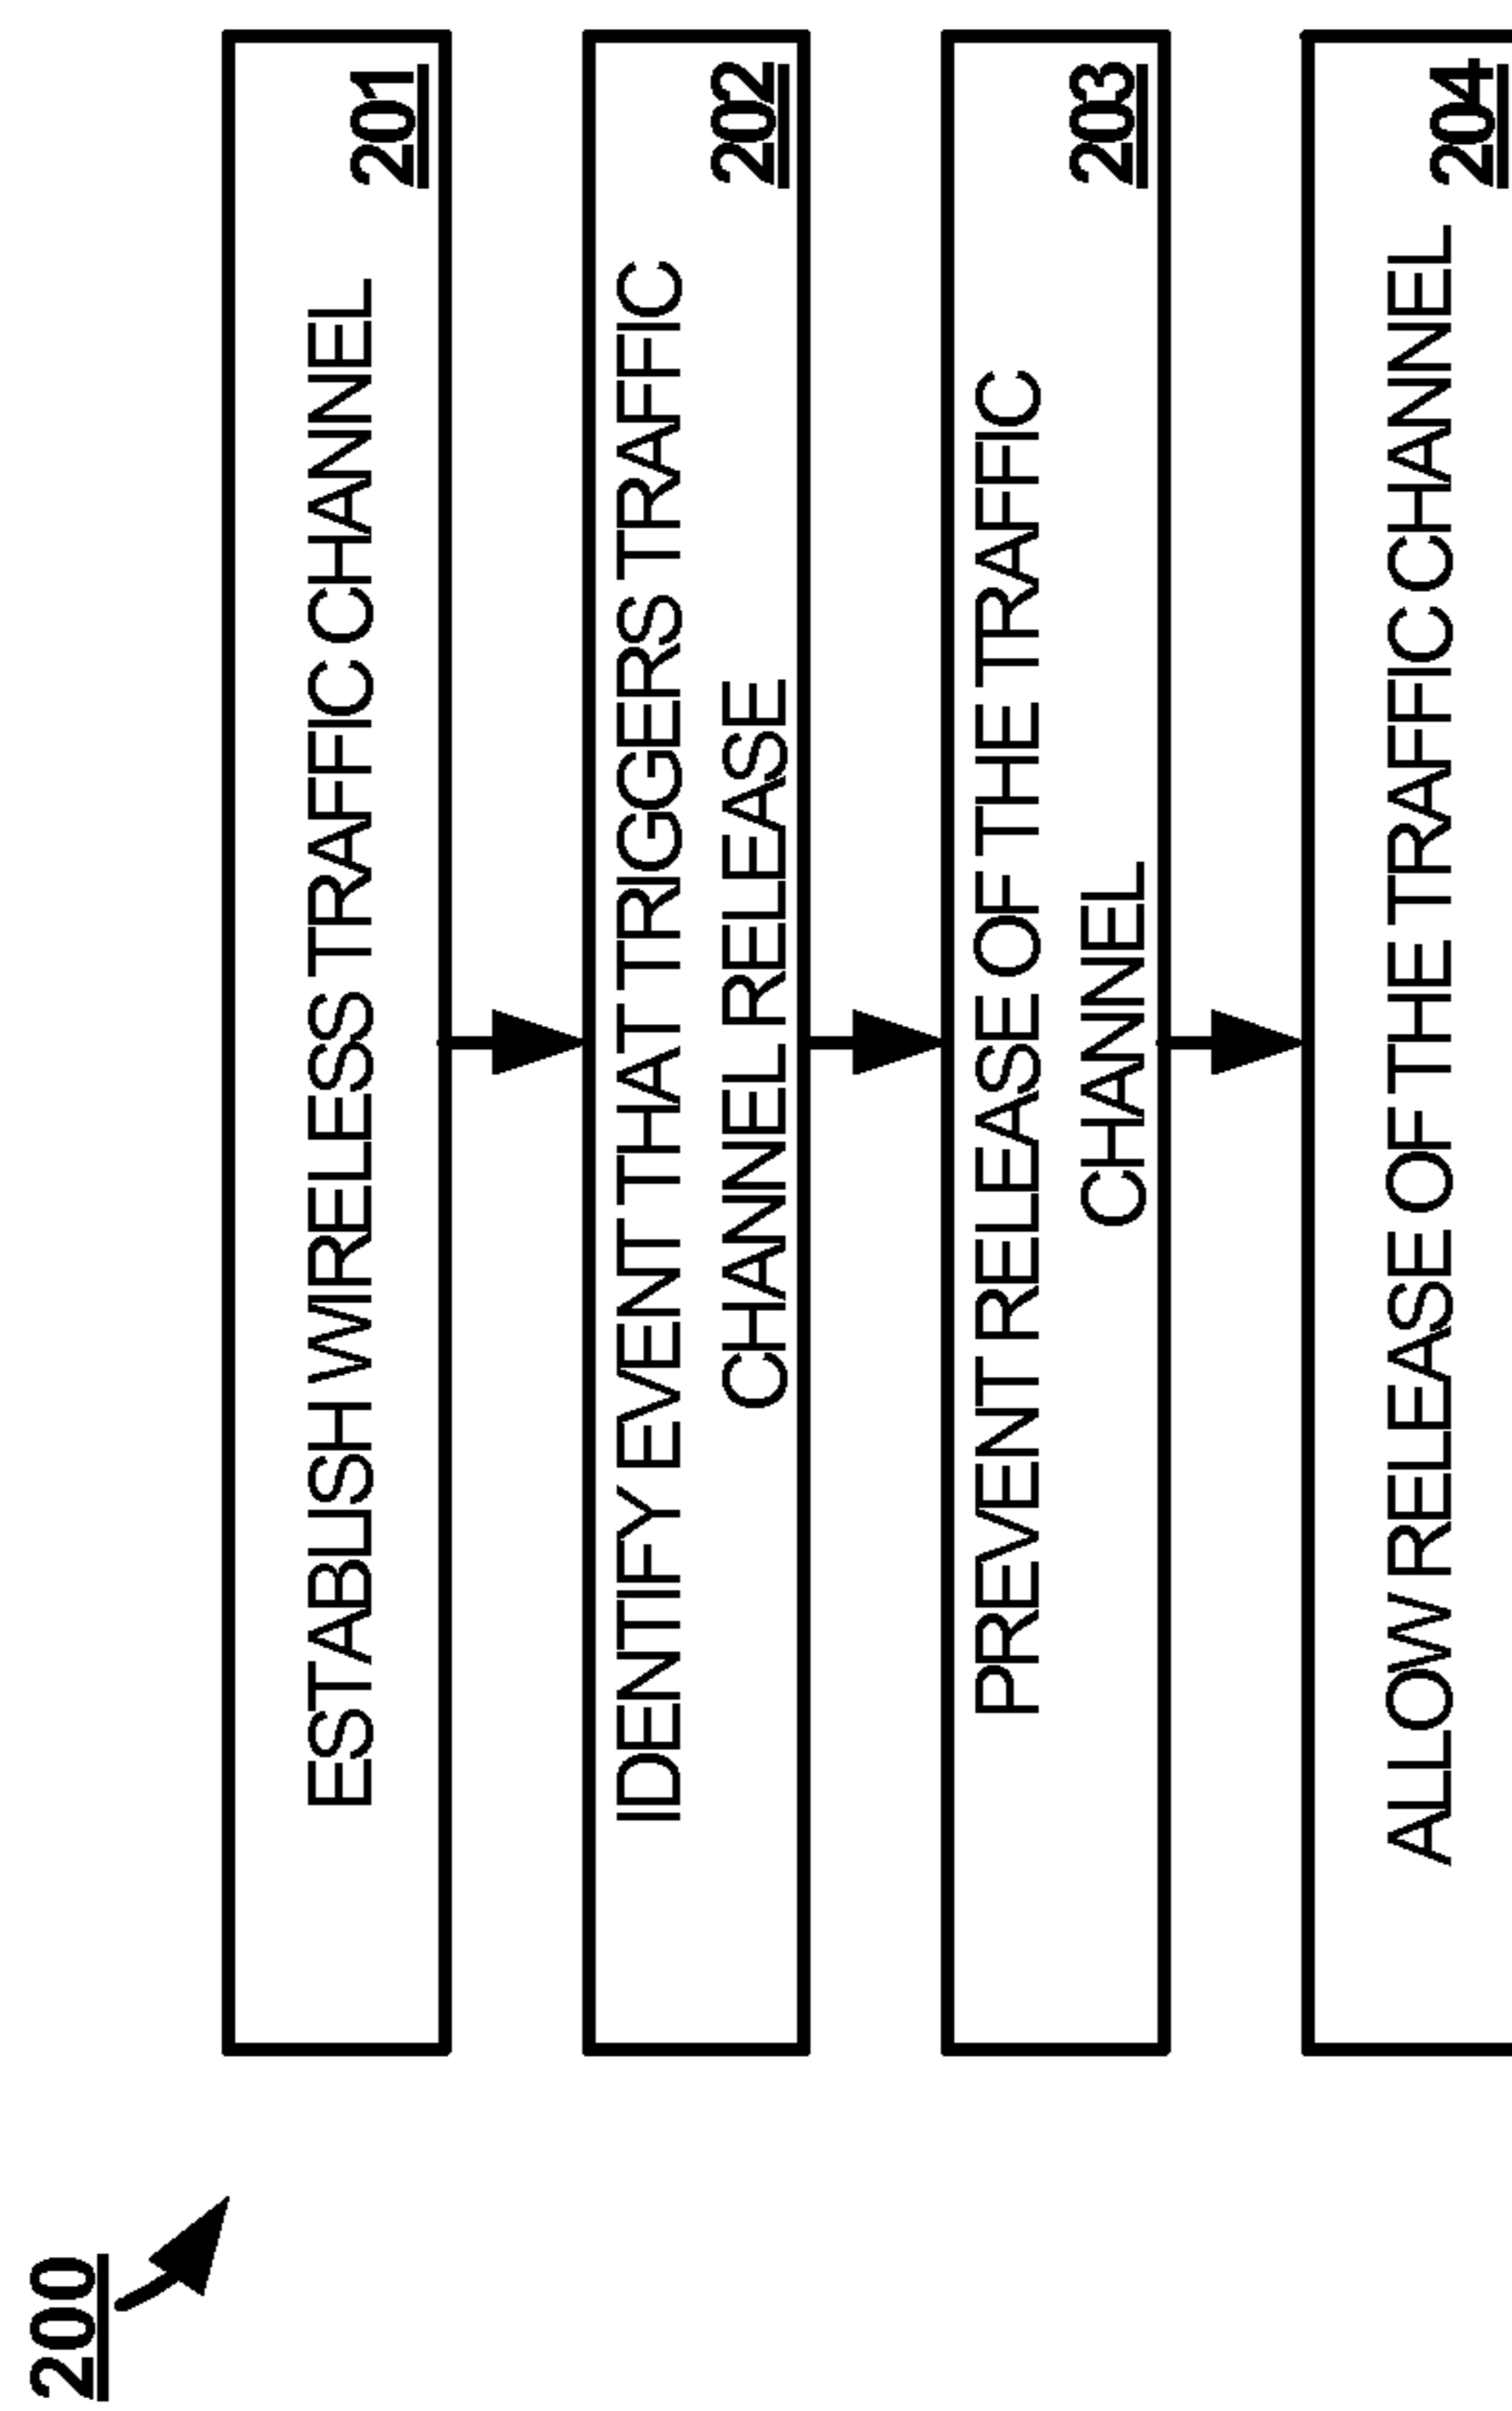 200
ESTABLISH WIRELESS TRAFFIC CHANNEL
201
IDENTIFY EVENT THAT TRIGGERS TRAFFIC
CHANNEL RELEASE
202
PREVENT RELEASE OF THE TRAFFIC
CHANNEL
203
ALLOW RELEASE OF THE TRAFFIC CHANNEL
204